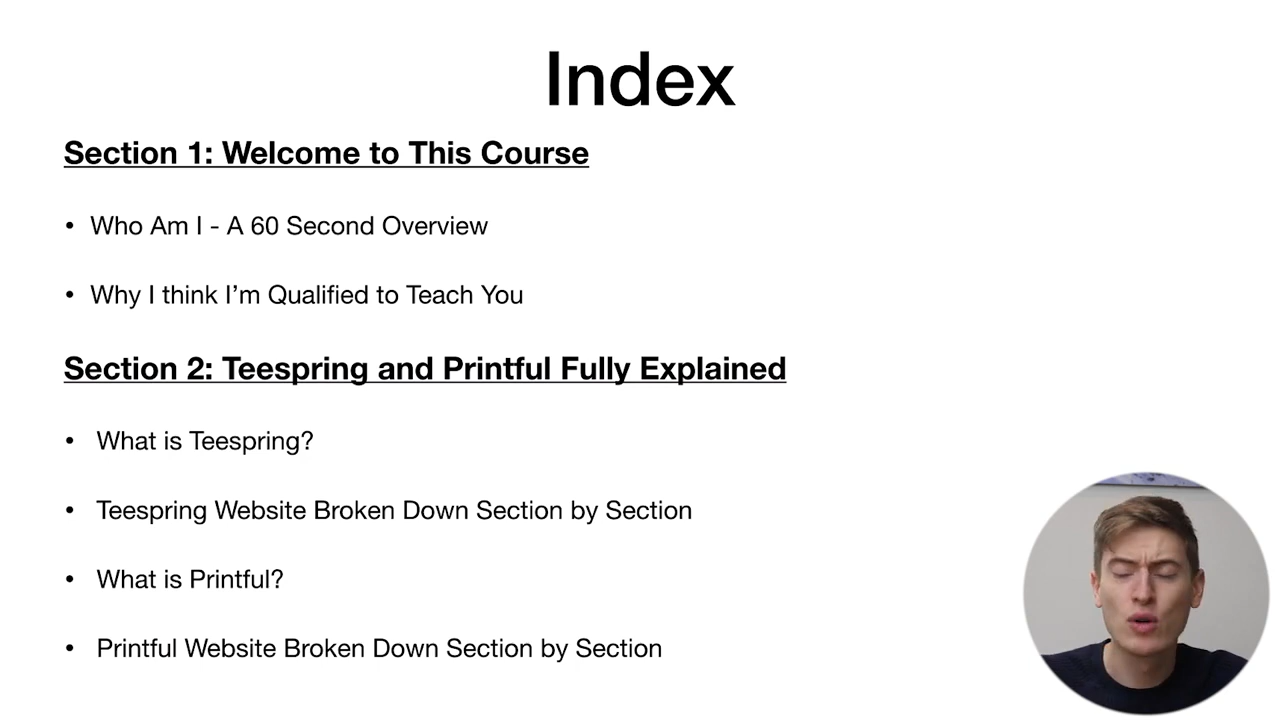 Index
Section 1: Welcome to This Course
• Who Am I - A 60 Second Overview
• Why I think I’m Qualified to Teach You
Section 2: Teespring and Printful Fully Explained
• What is Teespring?
• Teespring Website Broken Down Section by Section
• What is Printful?
• Printful Website Broken Down Section by Section